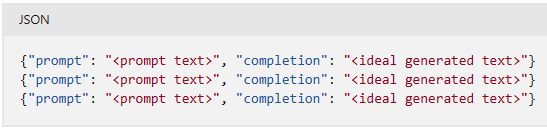 JSON
{"prompt": "<prompt text>", "completion": "<ideal generated text>"}
{"prompt": "<prompt text>", "completion": "<ideal generated text>"}
{"prompt": "<prompt text>", "completion": "<ideal generated text>"}